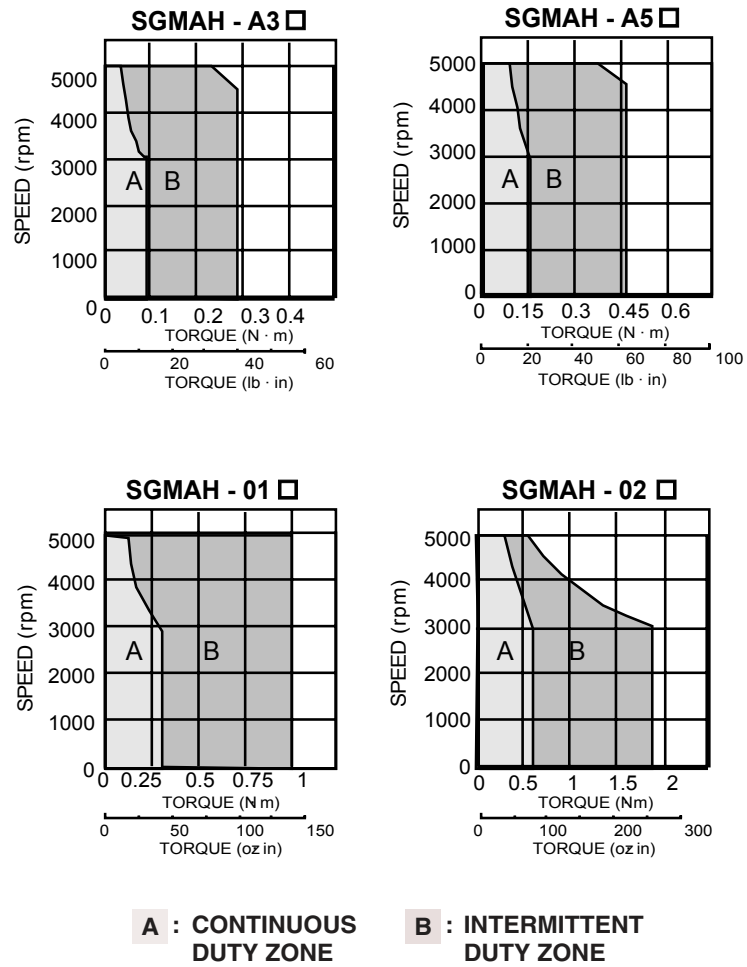 SGMAH - A3 □
SPEED (rpm)
5000
4000
3000
2000
1000
0
A B
0 0.1 0.2 0.3 0.4
TORQUE (N · m)
0 20 40 60
TORQUE (lb · in)
SGMAH - A5 □
SPEED (rpm)
5000
4000
3000
2000
1000
0
A B
0 0.15 0.3 0.45 0.6
TORQUE (N · m)
0 20 40 60 80 100
TORQUE (lb · in)
SGMAH - 01 □
SPEED (rpm)
5000
4000
3000
2000
1000
0
A B
0 0.25 0.5 0.75 1
TORQUE (N m)
0 50 100 150
TORQUE (oz in)
SGMAH - 02 □
SPEED (rpm)
5000
4000
3000
2000
1000
0
A B
0 0.5 1 1.5 2
TORQUE (Nm)
0 100 200 300
TORQUE (oz in)
A : CONTINUOUS
DUTY ZONE
B : INTERMITTENT
DUTY ZONE